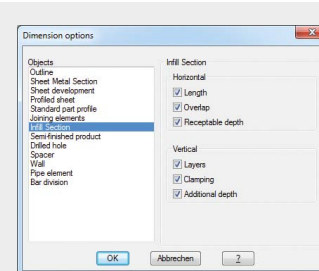 Dimension options
Objects
Outline
Sheet Metal Section
Sheet development
Profiled sheet
Standard part profile
Joining elements
Infill Section
Semi-finished product
Drilled hole
Spacer
Wall
Pipe element
Bar division
Infill Section
Horizontal
Length
Overlap
Receptable depth
Vertical
Layers
Clamping
Additional depth
OK
Abbrechen
?